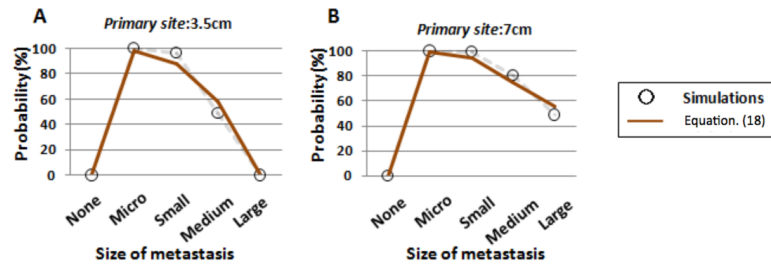 A
Primary site:3.5cm
Probability(%)
100
80
60
40
20
0
None
Micro
Small
Medium
Large
Size of metastasis
B
Primary site:7cm
Probability(%)
100
80
60
40
20
0
None
Micro
Small
Medium
Large
Size of metastasis
Simulations
Equation. (18)